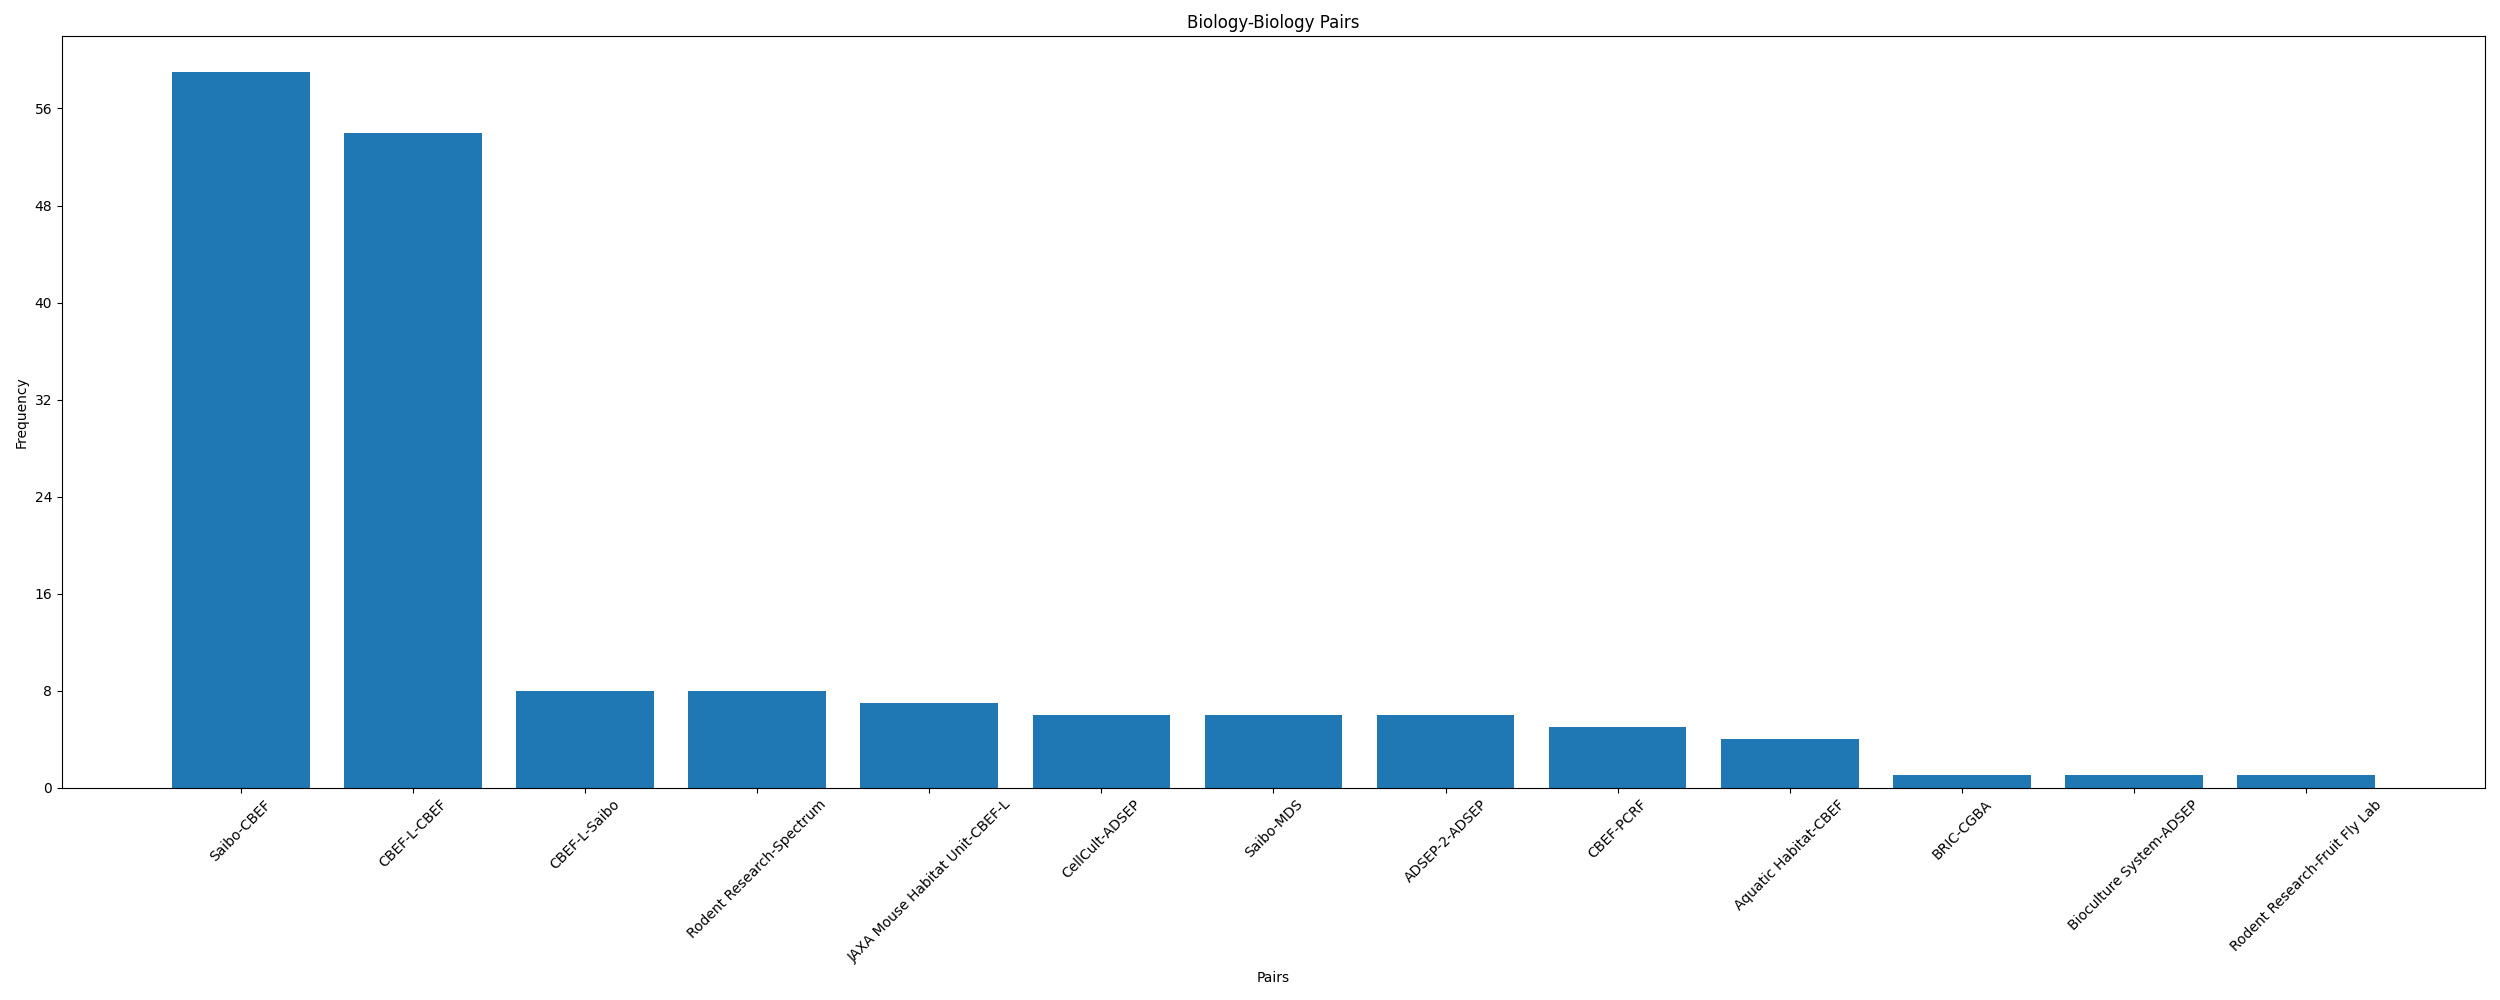 Biology-Biology Pairs
Frequency
56
48
40
32
24
16
8
0
Saibo-CBEF
CBEF-L-CBEF
CBEF-L-Saibo
Rodent Research-Spectrum
JAXA Mouse Habitat Unit-CBEF-L
CellCult-ADSEP
Saibo-MDS
ADSEP-2-ADSEP
CBEF-PCRF
Aquatic Habitat-CBEF
BRIC-CGBA
Bioculture System-ADSEP
Rodent Research-Fruit Fly Lab
Pairs